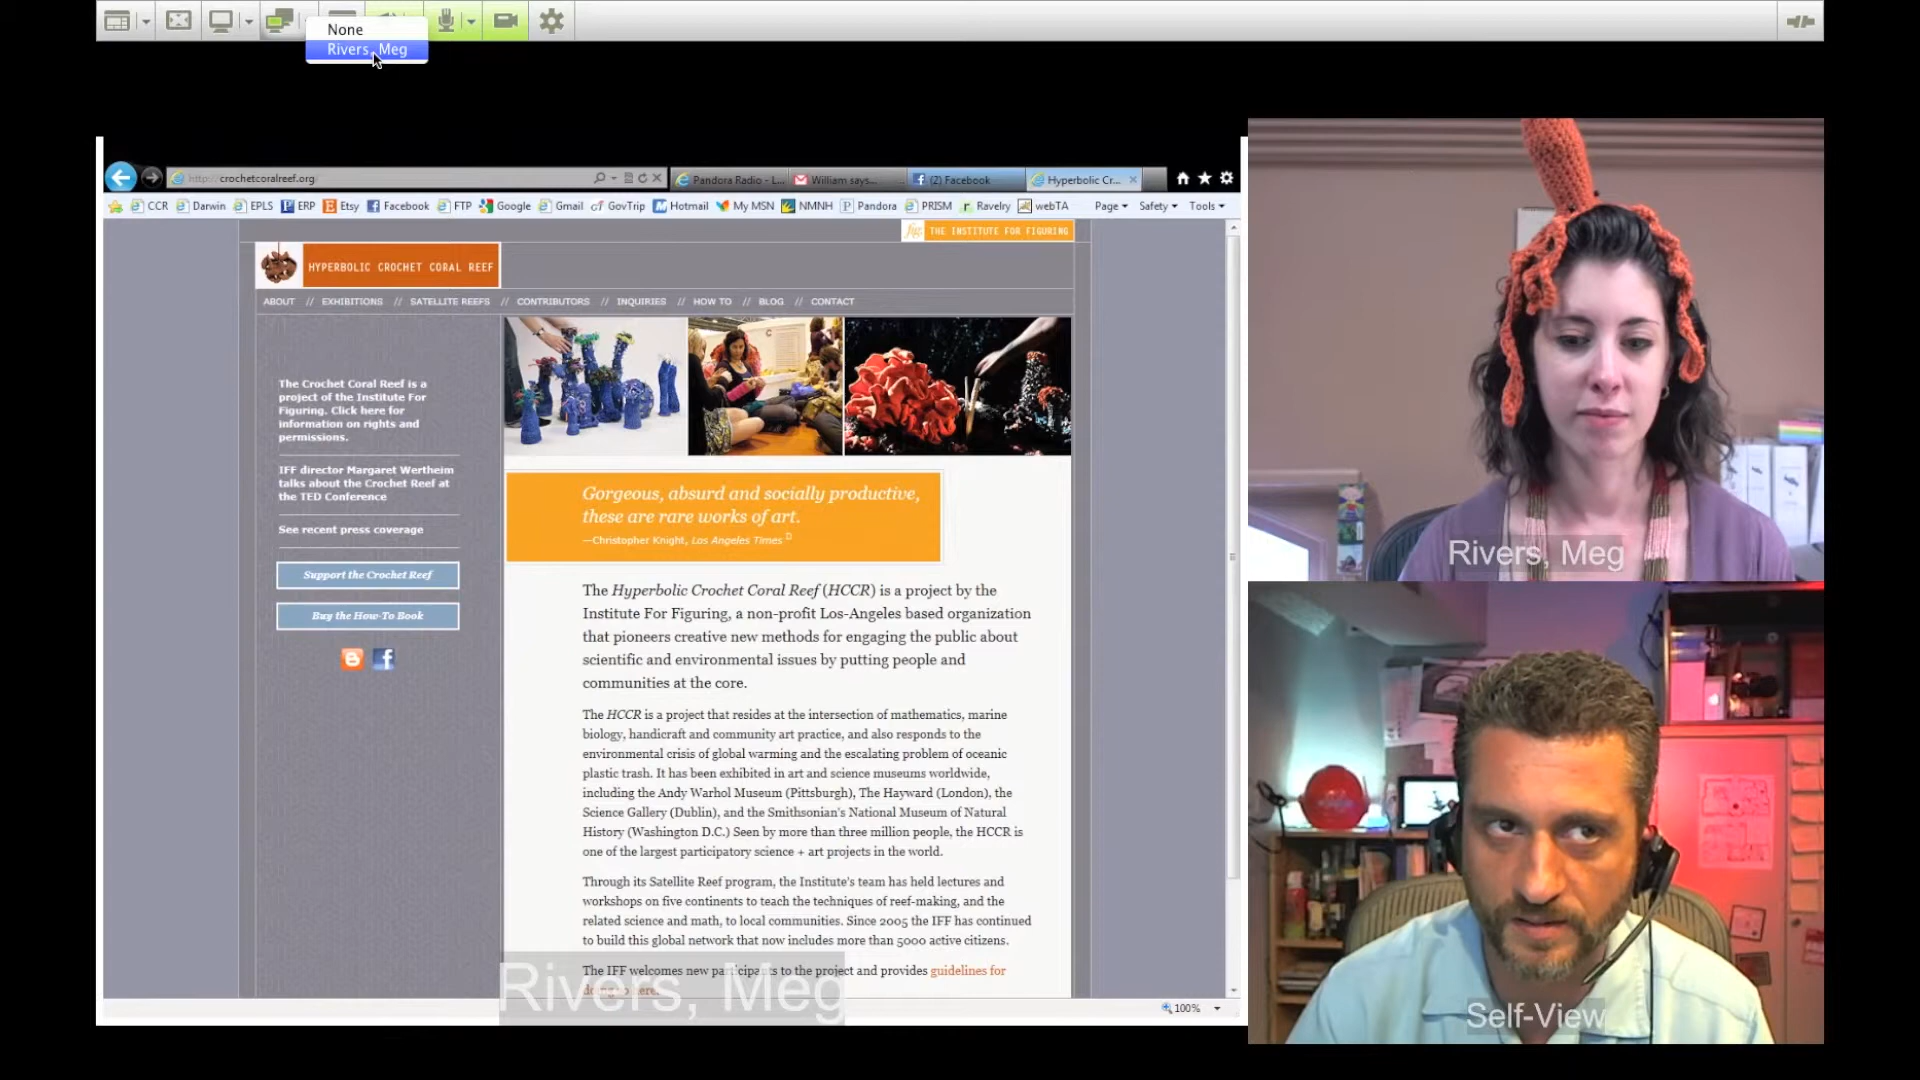 None
Rivers, Meg
http://crochetcoralreef.org
Pandora Radio - L...
William says...
(2) Facebook
Hyperbolic Cr...
CCR Darwin EPLS ERP Etsy Facebook FTP Google Gmail GovTrip Hotmail My MSN NMNH Pandora PRISM Ravelry webTA Page Safety Tools
fig. THE INSTITUTE FOR FIGURING
HYPERBOLIC CROCHET CORAL REEF
ABOUT // EXHIBITIONS // SATELLITE REEFS // CONTRIBUTORS // INQUIRIES // HOW TO // BLOG // CONTACT
The Crochet Coral Reef is a
project of the Institute For
Figuring. Click here for
information on rights and
permissions.
IFF director Margaret Wertheim
talks about the Crochet Reef at
the TED Conference
See recent press coverage
Support the Crochet Reef
Buy the How-To Book
Gorgeous, absurd and socially productive,
these are rare works of art.
—Christopher Knight, Los Angeles Times
The Hyperbolic Crochet Coral Reef (HCCR) is a project by the
Institute For Figuring, a non-profit Los-Angeles based organization
that pioneers creative new methods for engaging the public about
scientific and environmental issues by putting people and
communities at the core.
The HCCR is a project that resides at the intersection of mathematics, marine
biology, handicraft and community art practice, and also responds to the
environmental crisis of global warming and the escalating problem of oceanic
plastic trash. It has been exhibited in art and science museums worldwide,
including the Andy Warhol Museum (Pittsburgh), The Hayward (London), the
Science Gallery (Dublin), and the Smithsonian's National Museum of Natural
History (Washington D.C.) Seen by more than three million people, the HCCR is
one of the largest participatory science + art projects in the world.
Through its Satellite Reef program, the Institute's team has held lectures and
workshops on five continents to teach the techniques of reef-making, and the
related science and math, to local communities. Since 2005 the IFF has continued
to build this global network that now includes more than 5000 active citizens.
The IFF welcomes new participants to the project and provides guidelines for
doing so here.
Rivers, Meg
100%
Rivers, Meg
Self-View